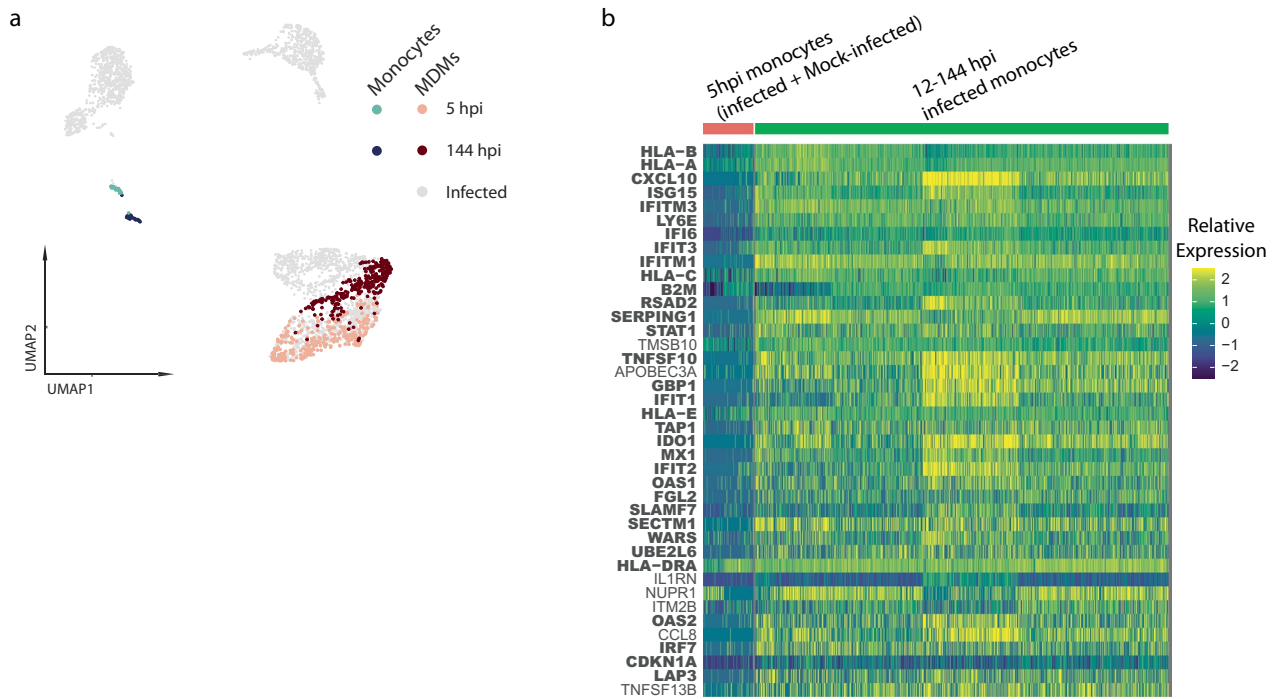 a
Monocytes
MDMs
5 hpi
144 hpi
Infected
UMAP2
UMAP1
b
5hpi monocytes
(infected + Mock-infected)
12-144 hpi
infected monocytes
HLA−B
HLA−A
CXCL10
ISG15
IFITM3
LY6E
IFI6
IFIT3
IFITM1
HLA−C
B2M
RSAD2
SERPING1
STAT1
TMSB10
TNFSF10
APOBEC3A
GBP1
IFIT1
HLA−E
TAP1
IDO1
MX1
IFIT2
OAS1
FGL2
SLAMF7
SECTM1
WARS
UBE2L6
HLA−DRA
IL1RN
NUPR1
ITM2B
OAS2
CCL8
IRF7
CDKN1A
LAP3
TNFSF13B
Relative
Expression
2
1
0
−1
−2